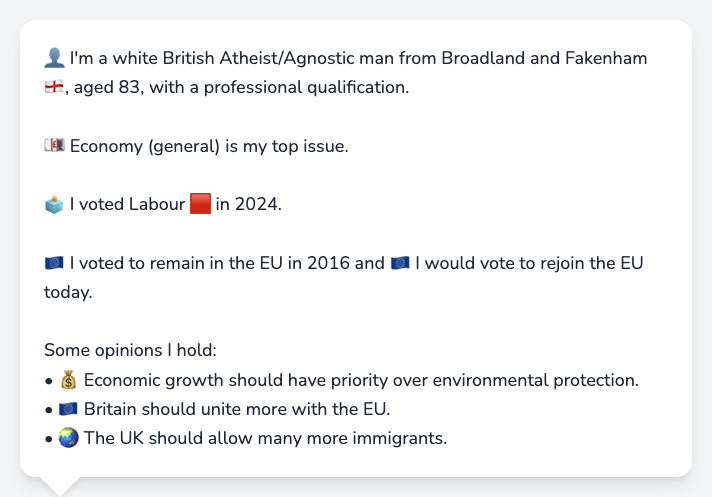 👤 I'm a white British Atheist/Agnostic man from Broadland and Fakenham
🏴󠁧󠁢󠁥󠁮󠁧󠁿, aged 83, with a professional qualification.
💷 Economy (general) is my top issue.
🗳️ I voted Labour 🟥 in 2024.
🇪🇺 I voted to remain in the EU in 2016 and 🇪🇺 I would vote to rejoin the EU
today.
Some opinions I hold:
• 💰 Economic growth should have priority over environmental protection.
• 🇪🇺 Britain should unite more with the EU.
• 🌏 The UK should allow many more immigrants.